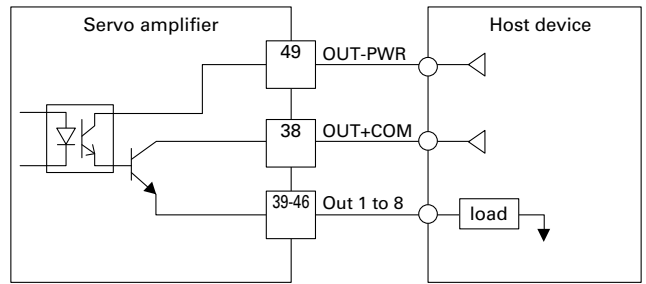 Servo amplifier
Host device
49 OUT-PWR
38 OUT+COM
39-46 Out 1 to 8
load